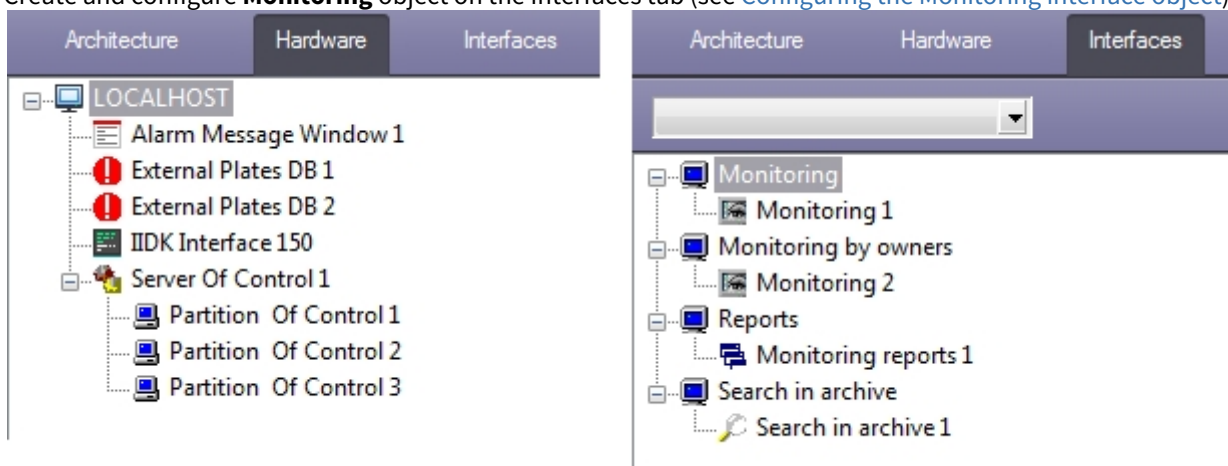 Create and configure Monitoring object on the Interfaces tab (see Configuring the Monitoring interface object)
Architecture Hardware Interfaces
LOCALHOST
Alarm Message Window 1
External Plates DB 1
External Plates DB 2
IIDK Interface 150
Server Of Control 1
Partition Of Control 1
Partition Of Control 2
Partition Of Control 3
Architecture Hardware Interfaces
Monitoring
Monitoring 1
Monitoring by owners
Monitoring 2
Reports
Monitoring reports 1
Search in archive
Search in archive 1